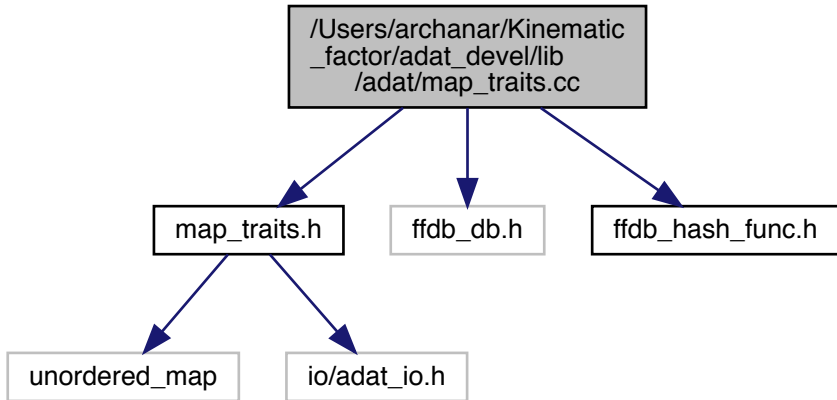 /Users/archanar/Kinematic
_factor/adat_devel/lib
/adat/map_traits.cc
map_traits.h
ffdb_db.h
ffdb_hash_func.h
unordered_map
io/adat_io.h